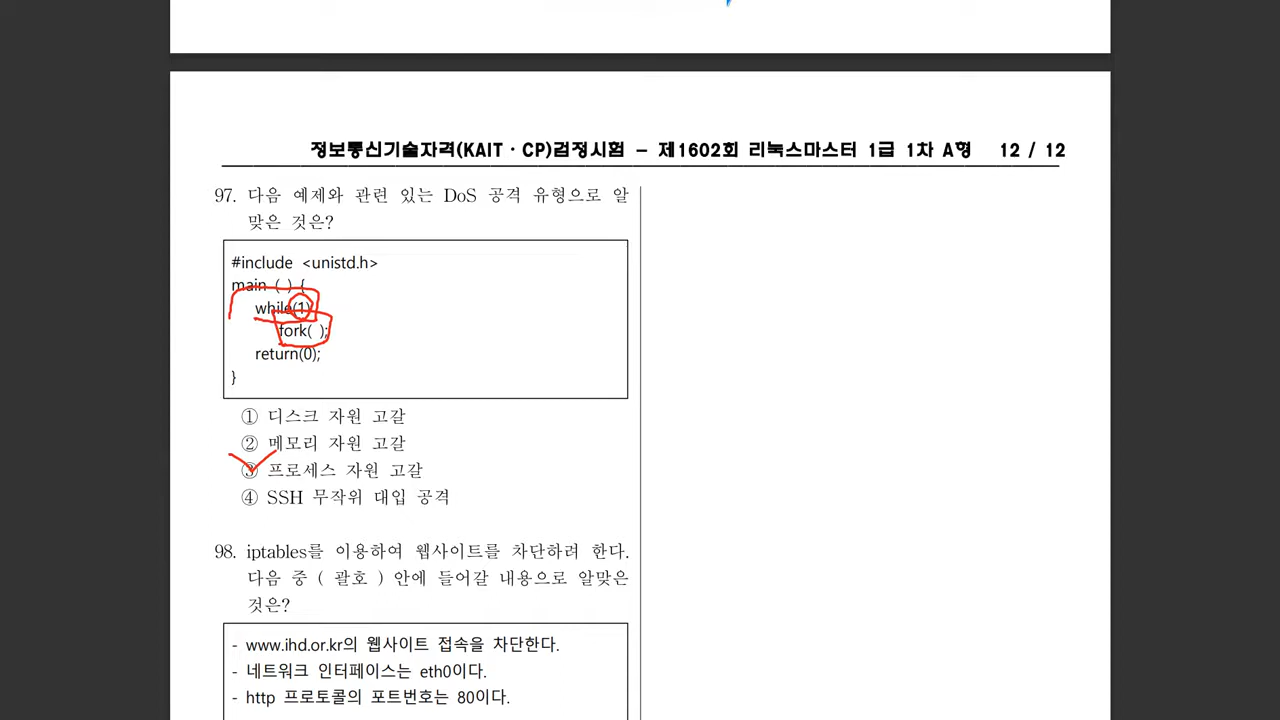 정보통신기술자격(KAIT · CP)검정시험 – 제1602회 리눅스마스터 1급 1차 A형 12 / 12
97. 다음 예제와 관련 있는 DoS 공격 유형으로 알
맞은 것은?
#include <unistd.h>
main ( ) {
while(1)
fork( );
return(0);
}
① 디스크 자원 고갈
② 메모리 자원 고갈
③ 프로세스 자원 고갈
④ SSH 무작위 대입 공격
98. iptables를 이용하여 웹사이트를 차단하려 한다.
다음 중 ( 괄호 ) 안에 들어갈 내용으로 알맞은
것은?
- www.ihd.or.kr의 웹사이트 접속을 차단한다.
- 네트워크 인터페이스는 eth0이다.
- http 프로토콜의 포트번호는 80이다.